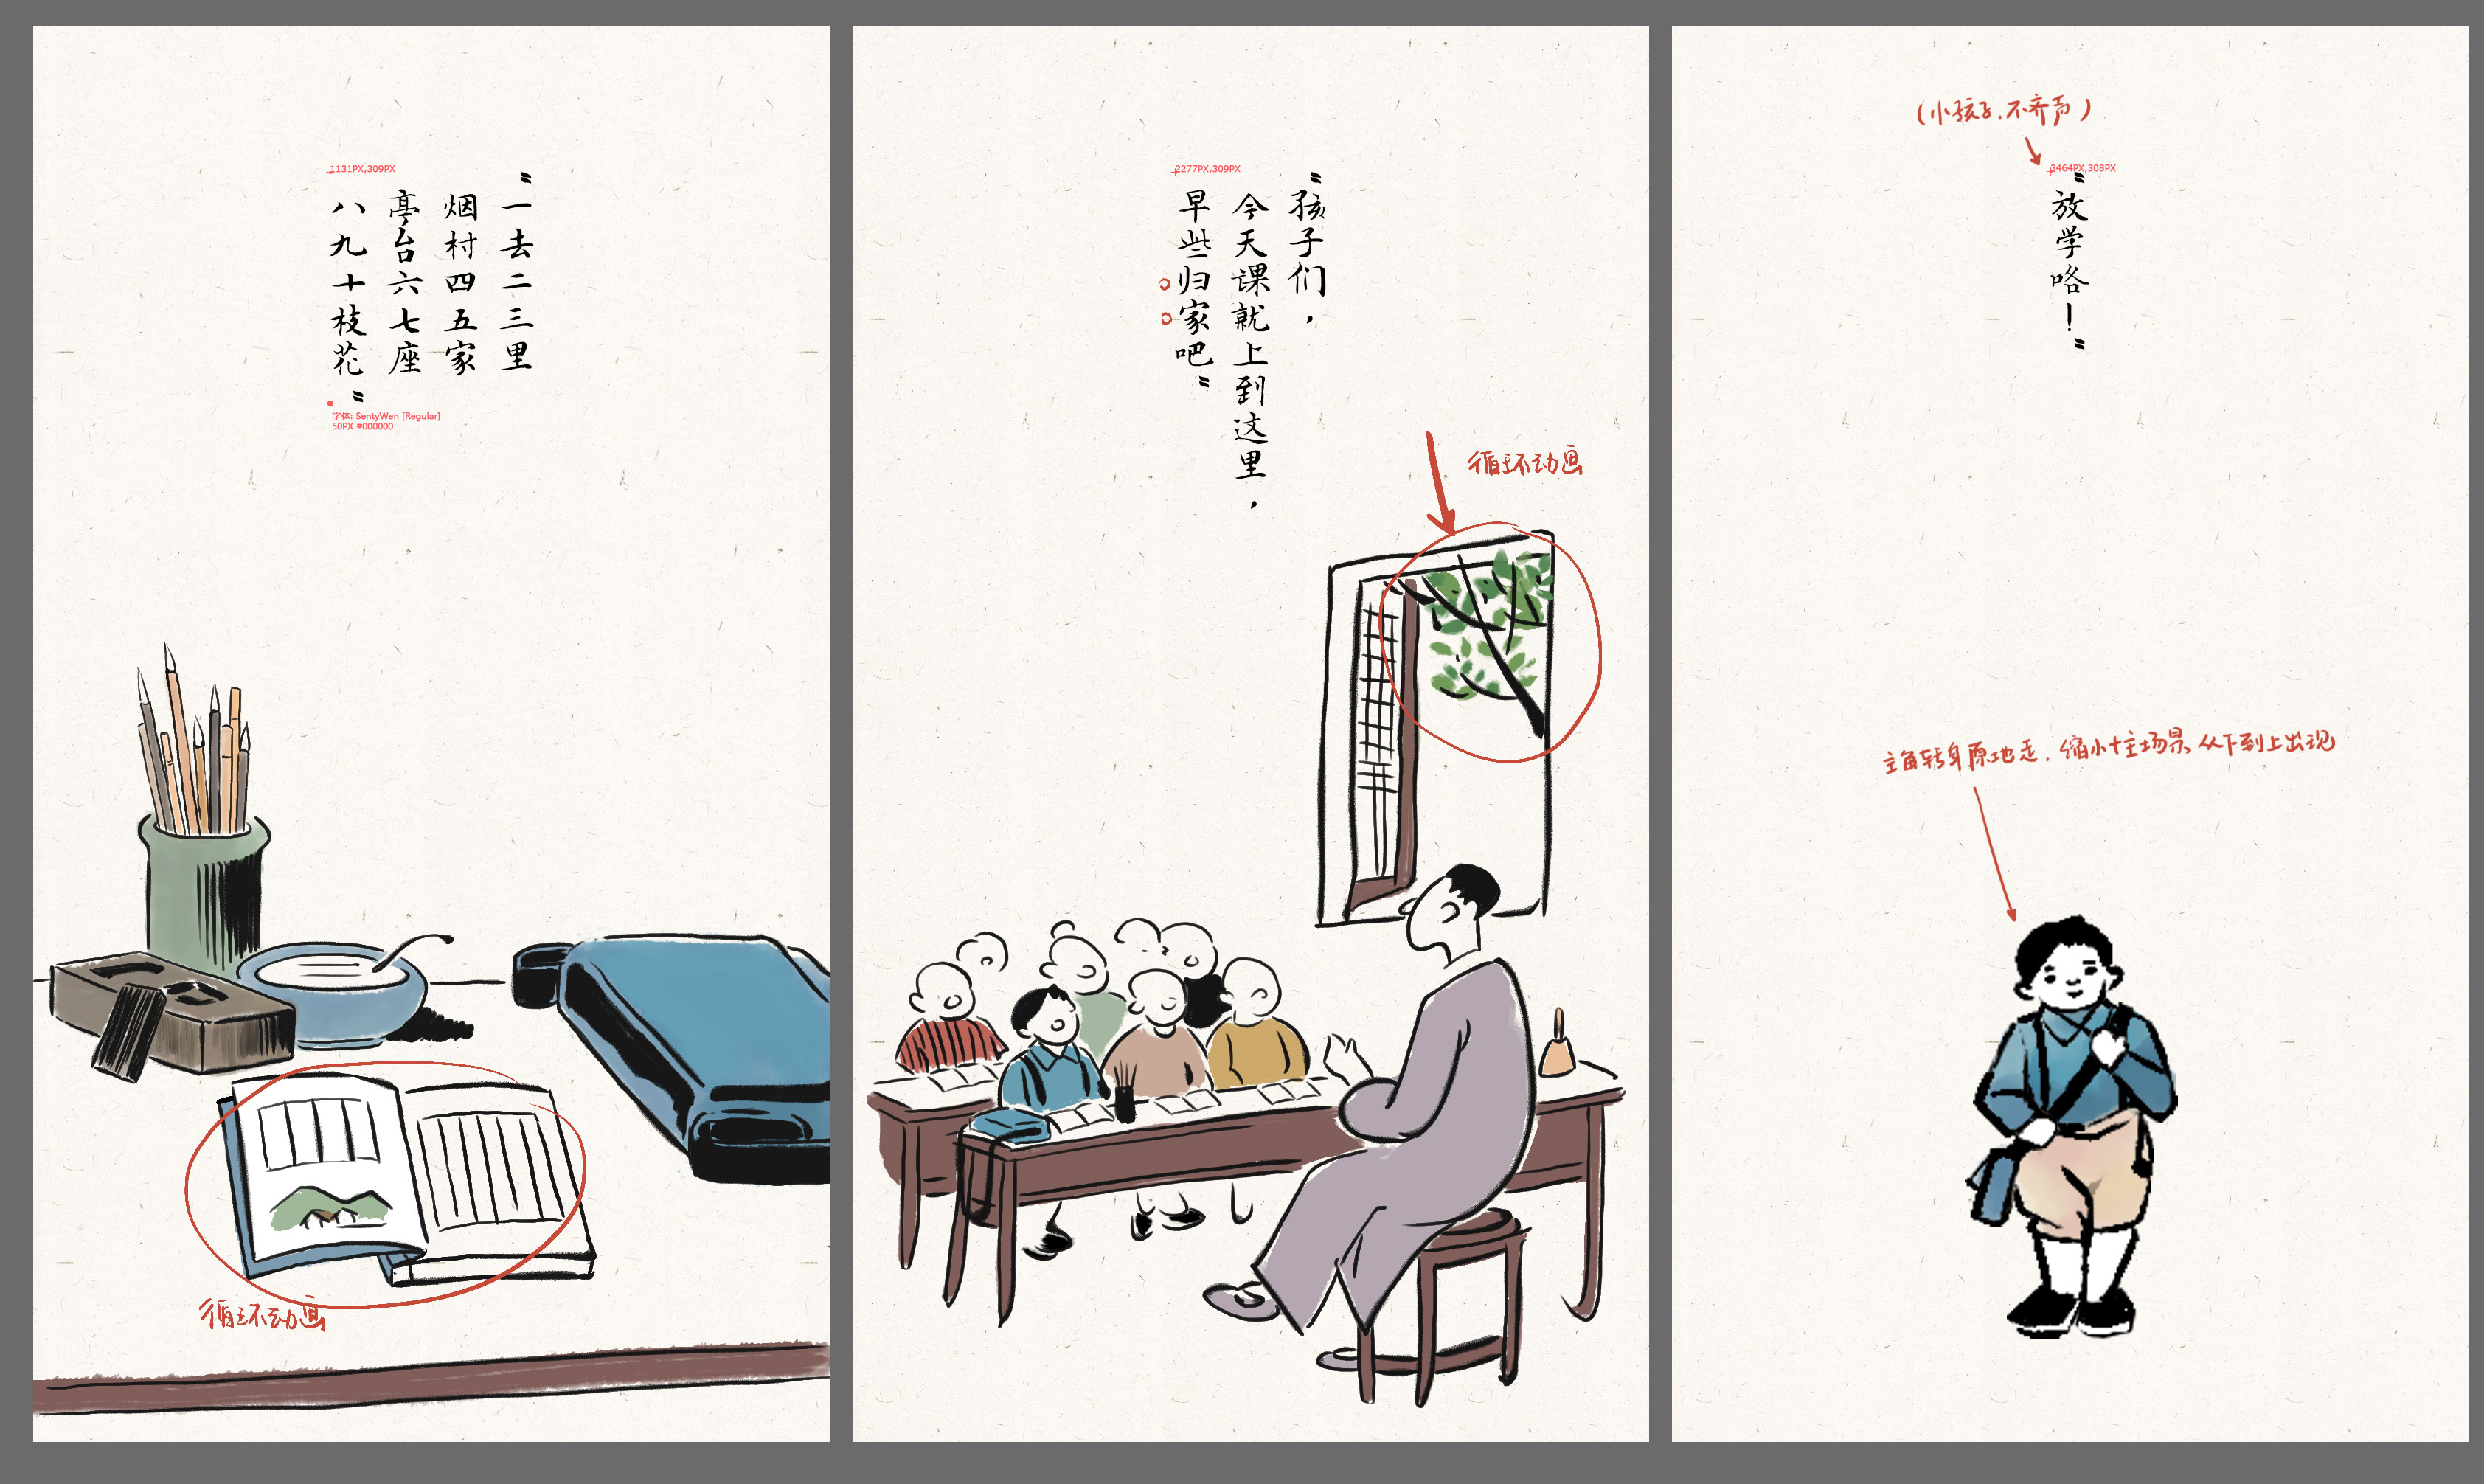 1131PX,309PX
“一去二三里
烟村四五家
亭台六七座
八九十枝花”
字体: SentyWen [Regular]
50PX #000000
循环动画
2277PX,309PX
“孩子们，
今天课就上到这里，
早些归家吧”
循环动画
(小孩子.不齐声)
3464PX,308PX
“放学咯！”
主角转身原地走.缩小+主场景从下到上出现